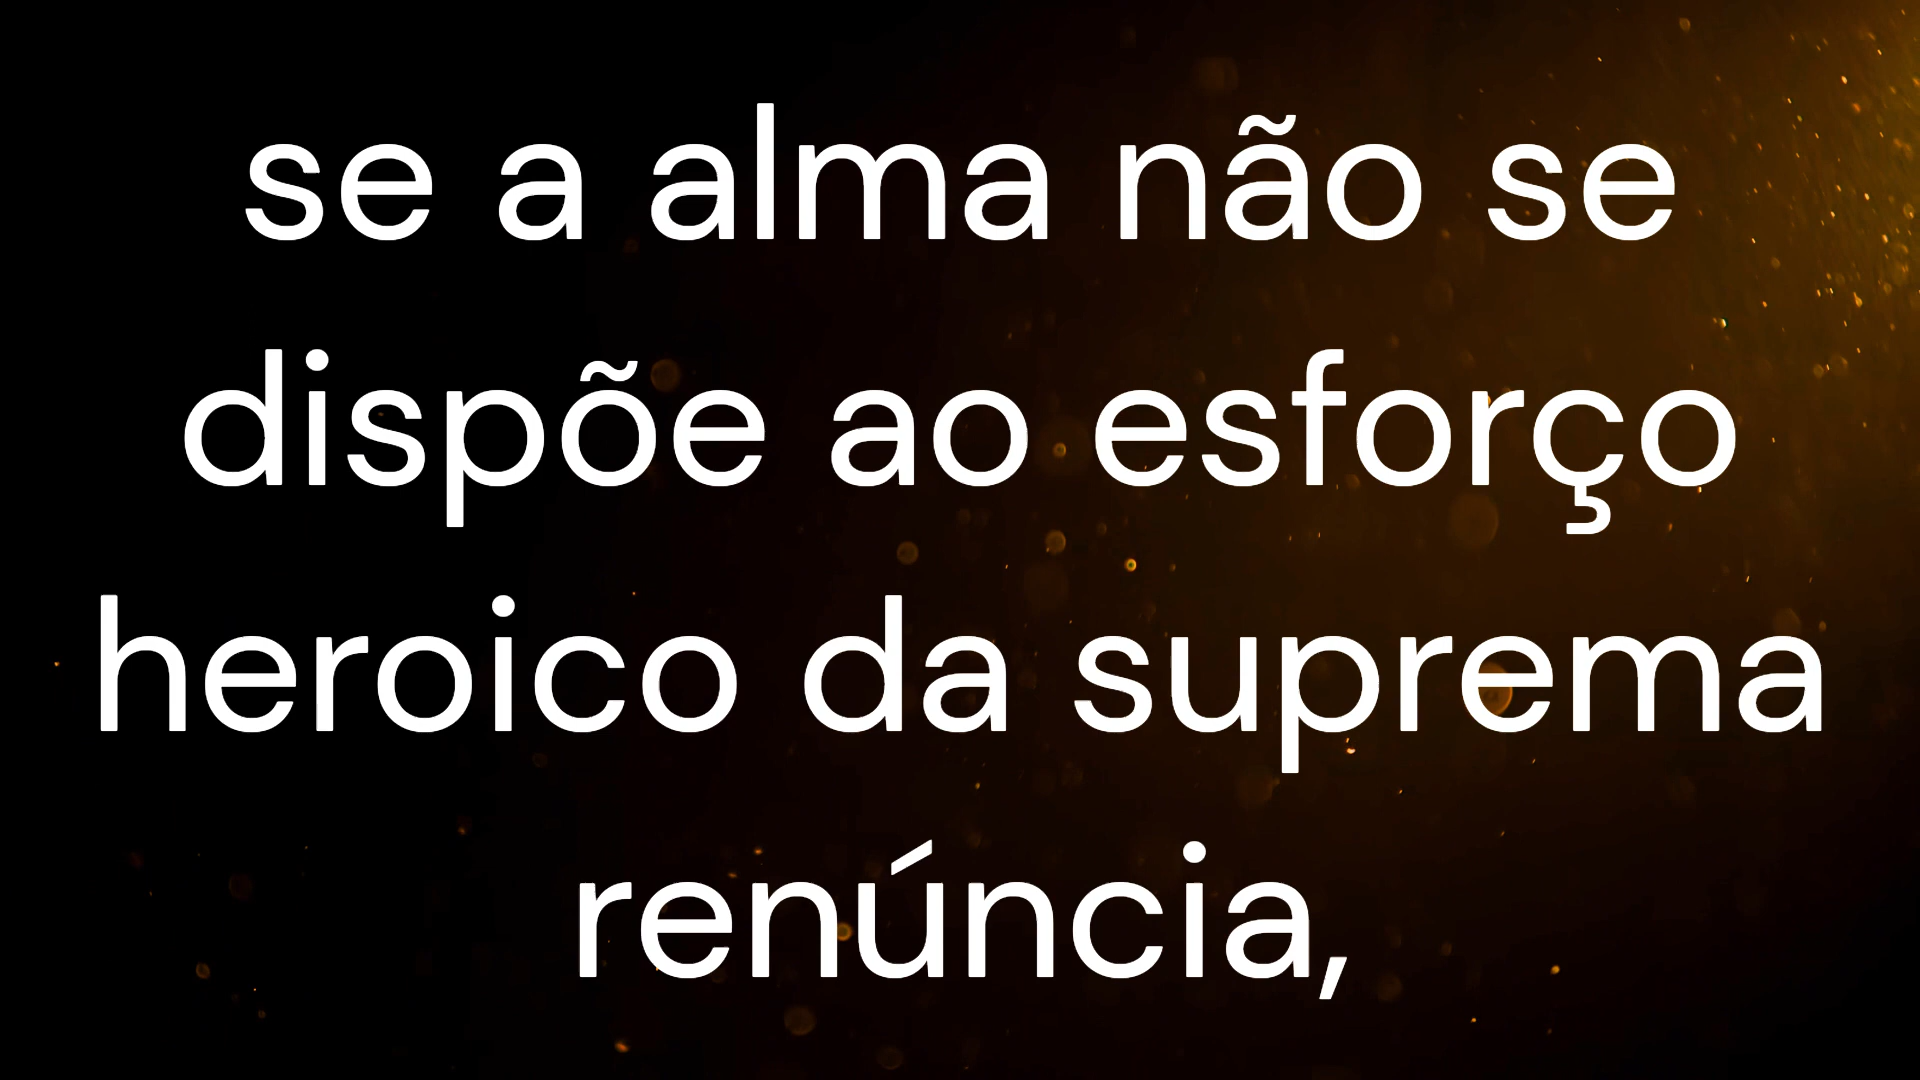 se a alma não se
dispõe ao esforço
heroico da suprema
renúncia,